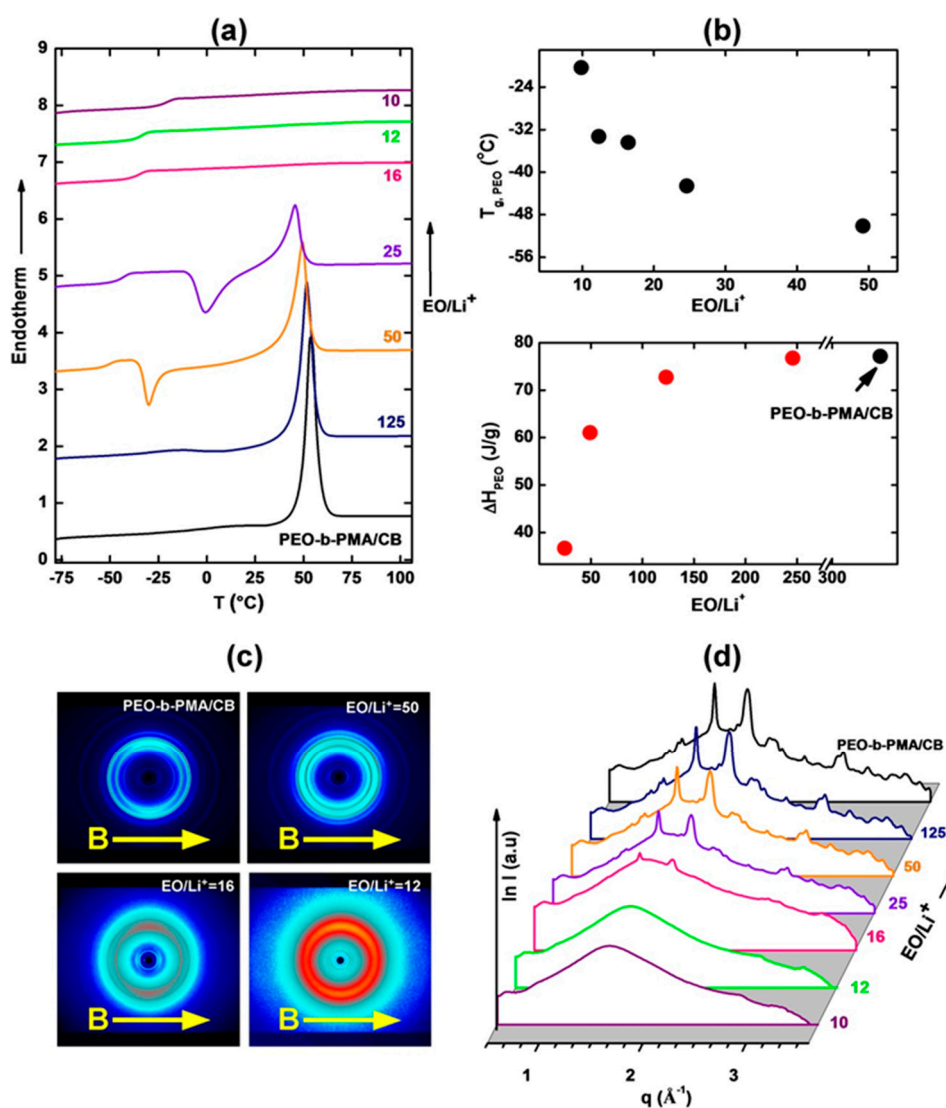 (a)
9
8
7
6
5
4
3
2
1
0
Endotherm
10
12
16
25
50
125
PEO-b-PMA/CB
EO/Li⁺
-75 -50 -25 0 25 50 75 100
T (°C)
(b)
-24
-32
-40
-48
-56
T g, PEO (°C)
0 10 20 30 40 50
EO/Li⁺
80
70
60
50
40
ΔH PEO (J/g)
PEO-b-PMA/CB
0 50 100 150 200 250 300
EO/Li⁺
(c)
PEO-b-PMA/CB
B
EO/Li⁺=50
B
EO/Li⁺=16
B
EO/Li⁺=12
B
(d)
ln I (a.u)
PEO-b-PMA/CB
125
50
25
16
12
10
EO/Li⁺
1 2 3
q (Å⁻¹)